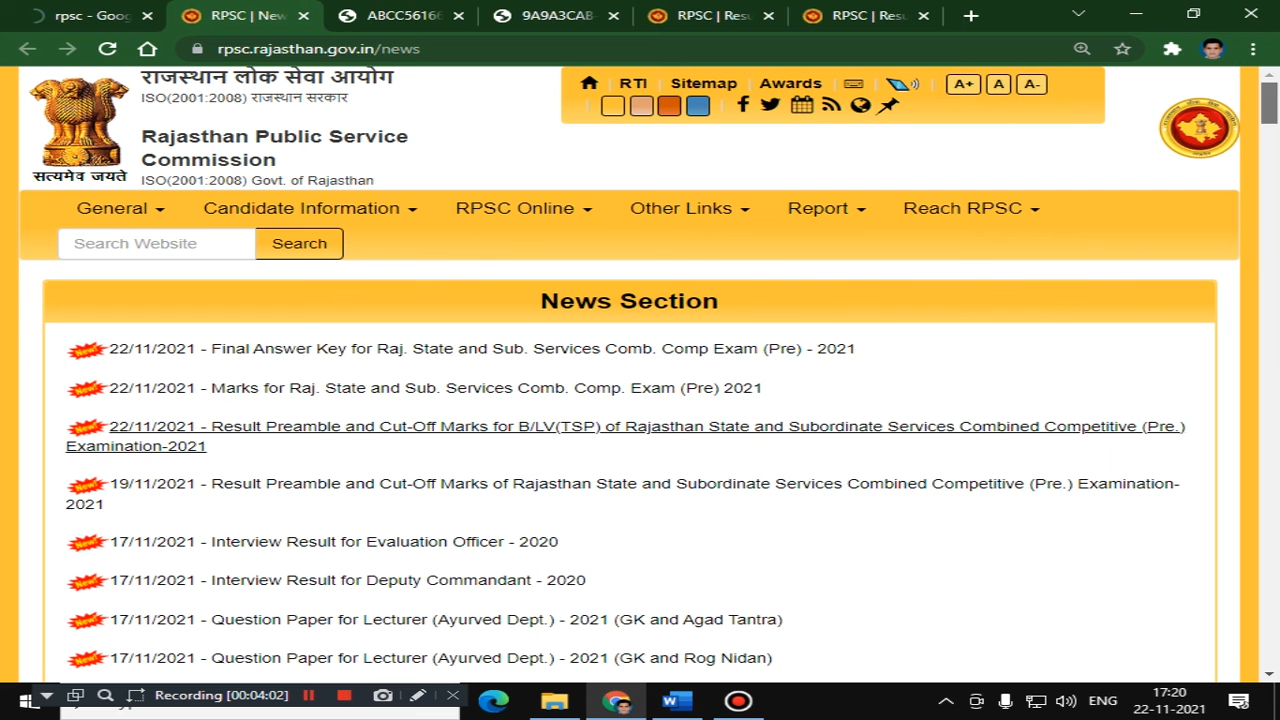 rpsc - Goog
RPSC | New
ABCC5616
9A9A3CAB
RPSC | Resu
RPSC | Resu
rpsc.rajasthan.gov.in/news
राजस्थान लोक सेवा आयोग
ISO(2001:2008) राजस्थान सरकार
Rajasthan Public Service
Commission
ISO(2001:2008) Govt. of Rajasthan
सत्यमेव जयते
RTI Sitemap Awards A+ A A-
General Candidate Information RPSC Online Other Links Report Reach RPSC
Search Website Search
News Section
New! 22/11/2021 - Final Answer Key for Raj. State and Sub. Services Comb. Comp Exam (Pre) - 2021
New! 22/11/2021 - Marks for Raj. State and Sub. Services Comb. Comp. Exam (Pre) 2021
New! 22/11/2021 - Result Preamble and Cut-Off Marks for B/LV(TSP) of Rajasthan State and Subordinate Services Combined Competitive (Pre.)
Examination-2021
New! 19/11/2021 - Result Preamble and Cut-Off Marks of Rajasthan State and Subordinate Services Combined Competitive (Pre.) Examination-
2021
New! 17/11/2021 - Interview Result for Evaluation Officer - 2020
New! 17/11/2021 - Interview Result for Deputy Commandant - 2020
New! 17/11/2021 - Question Paper for Lecturer (Ayurved Dept.) - 2021 (GK and Agad Tantra)
New! 17/11/2021 - Question Paper for Lecturer (Ayurved Dept.) - 2021 (GK and Rog Nidan)
Recording [00:04:02]
ENG
17:20
22-11-2021